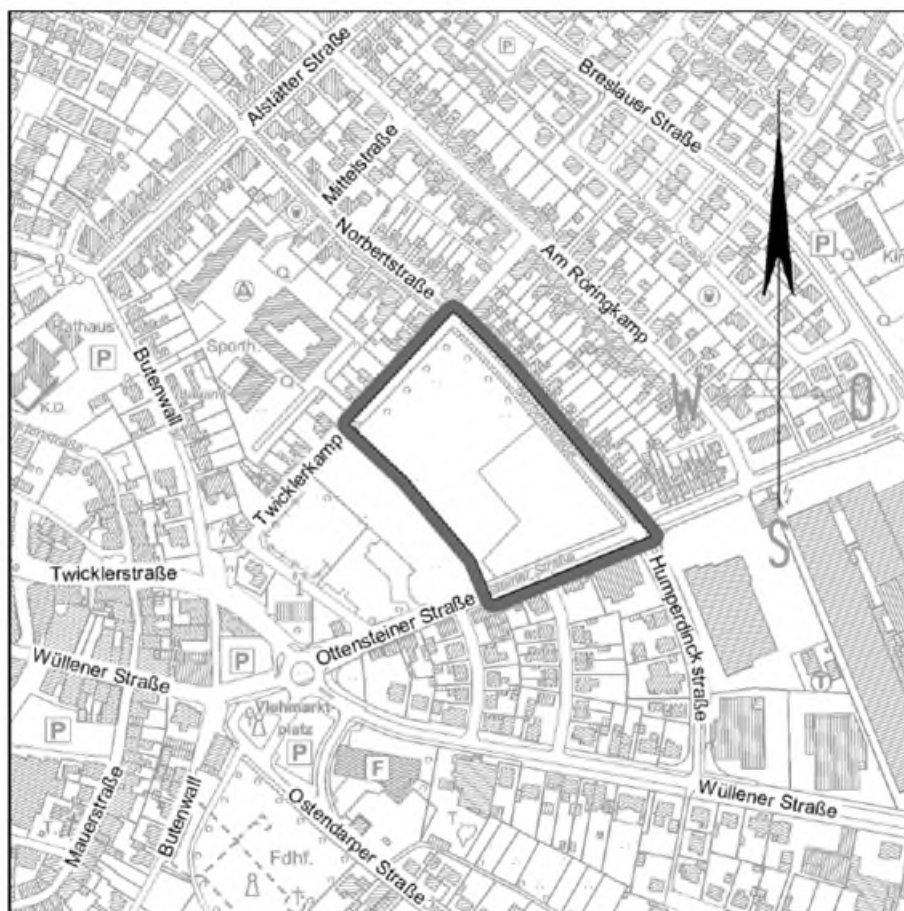 Alstätter Straße
P
Breslauer Straße
Mittelstraße
Norbertstraße
Am Röringkamp
P
Rathaus
P
Sporth.
Butenwall
K.D.
W
O
Twicklerkamp
S
Twicklerstraße
Ottensteiner Straße
Humperdinckstraße
P
Wüllener Straße
Viehmarkt-
platz
P
P
F
T
Wüllener Straße
Mauerstraße
Butenwall
Ostendarper Straße
T
Fdhf.